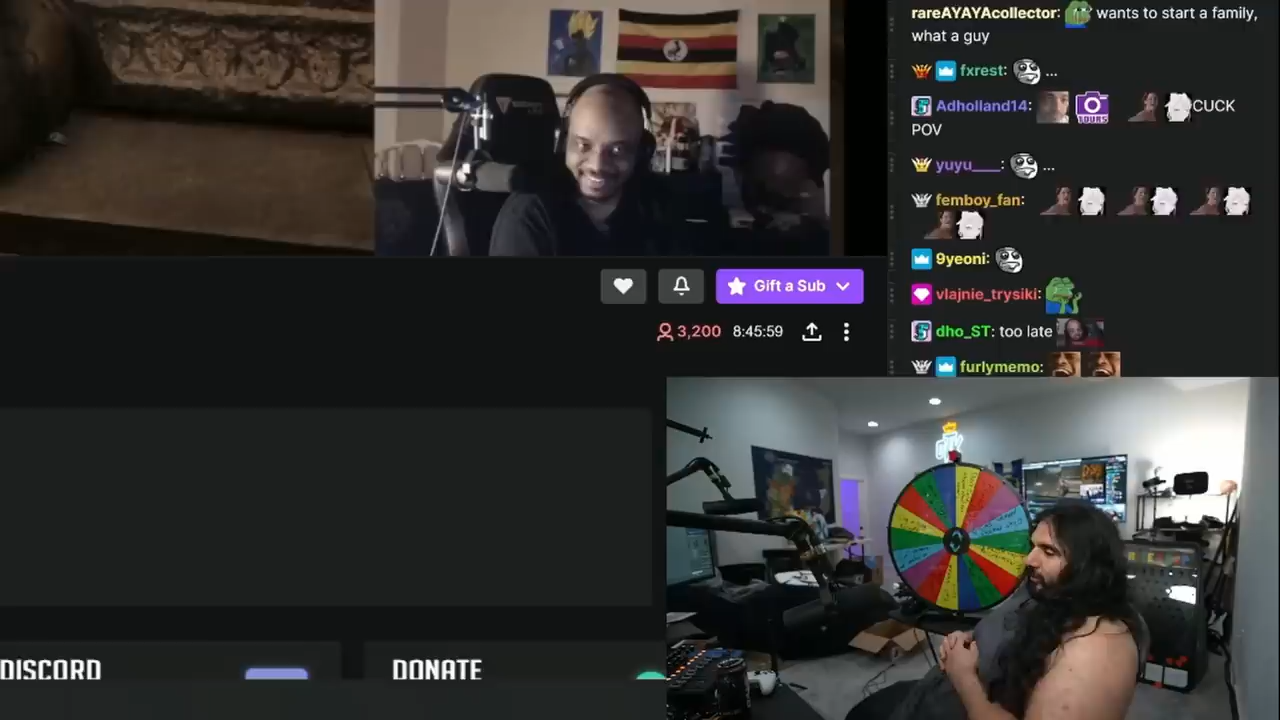 rareAYAYAcollector: wants to start a family,
what a guy
fxrest: ...
Adholland14: CUCK
POV
yuyu___: ...
femboy_fan:
9yeoni:
vlajnie_trysiki:
dho_ST: too late
furlymemo:
Gift a Sub
3,200 8:45:59
DISCORD
DONATE